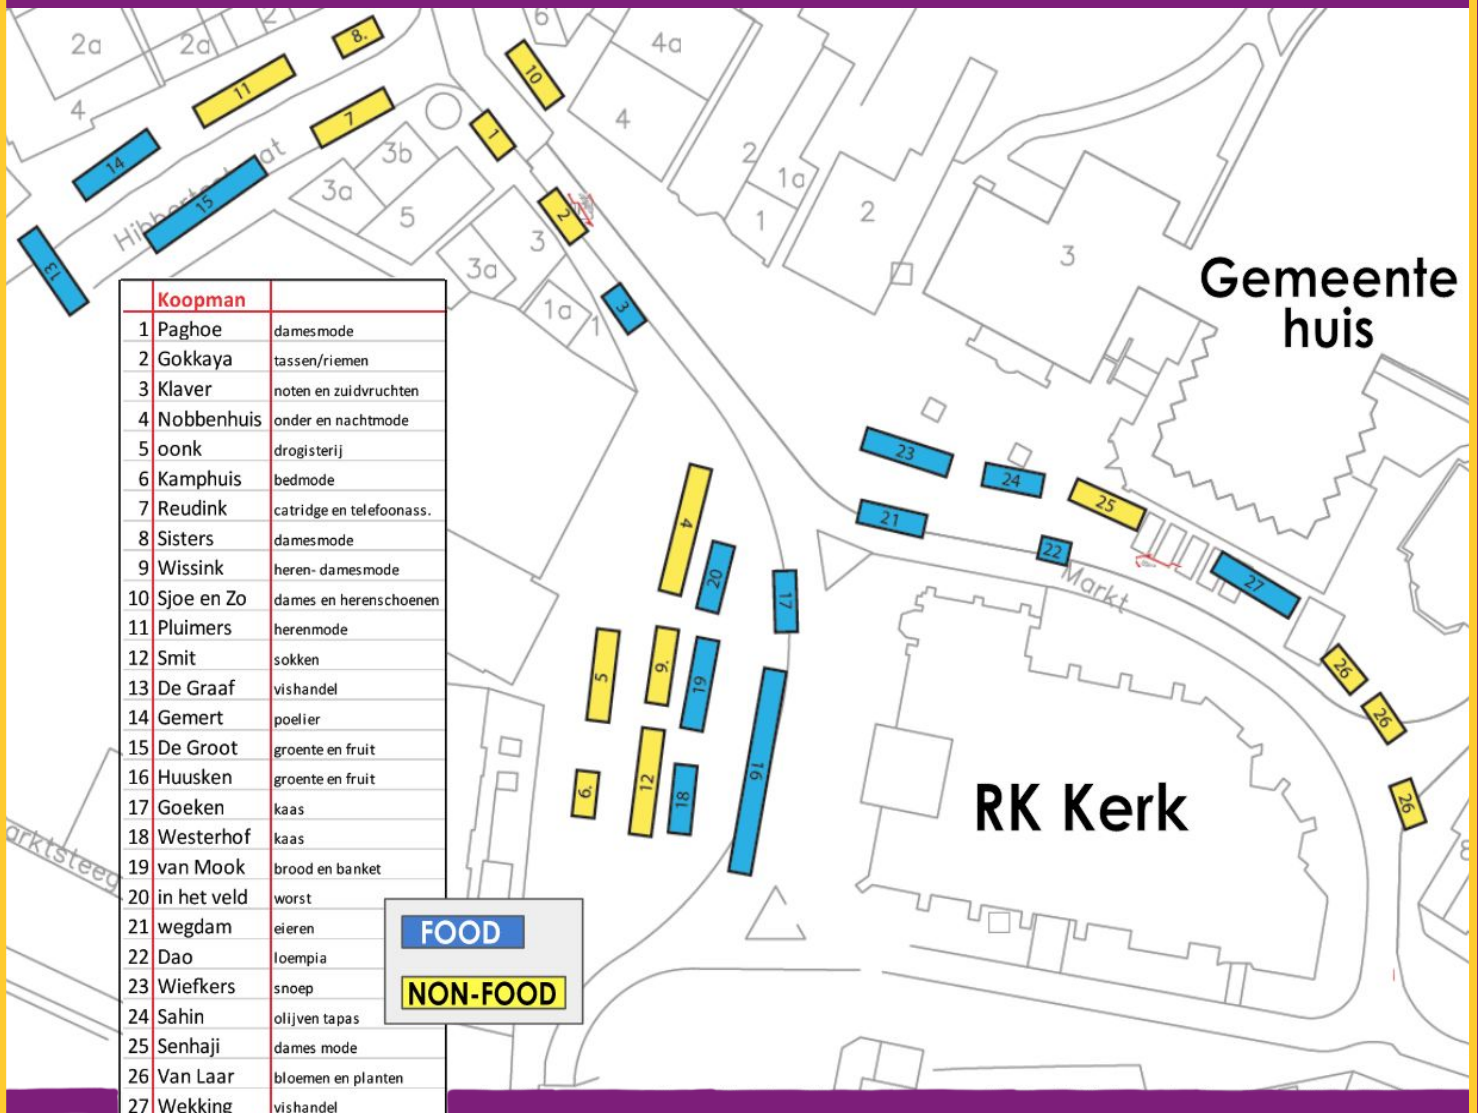 2a
2a
2
8.
6
4a
10
11
4
7
1
4
3b
14
Hibbertsstraat
15
3a
5
2
2
1a
1
2
3
3a
3
13
1a
1
3
Gemeente
huis
Koopman
1 Paghoe damesmode
2 Gokkaya tassen/riemen
3 Klaver noten en zuidvruchten
4 Nobbenhuis onder en nachtmode
5 oonk drogisterij
6 Kamphuis bedmode
7 Reudink catridge en telefoonass.
8 Sisters damesmode
9 Wissink heren- damesmode
10 Sjoe en Zo dames en herenschoenen
11 Pluimers herenmode
12 Smit sokken
13 De Graaf vishandel
14 Gemert poelier
15 De Groot groente en fruit
16 Huusken groente en fruit
17 Goeken kaas
18 Westerhof kaas
19 van Mook brood en banket
20 in het veld worst
21 wegdam eieren
22 Dao loempia
23 Wiefkers snoep
24 Sahin olijven tapas
25 Senhaji dames mode
26 Van Laar bloemen en planten
27 Wekking vishandel
23
24
25
21
22
Markt
27
4
20
17
5
9.
19
26
26
26
16
12
6.
18
RK Kerk
arktsteeg
8
FOOD
NON-FOOD